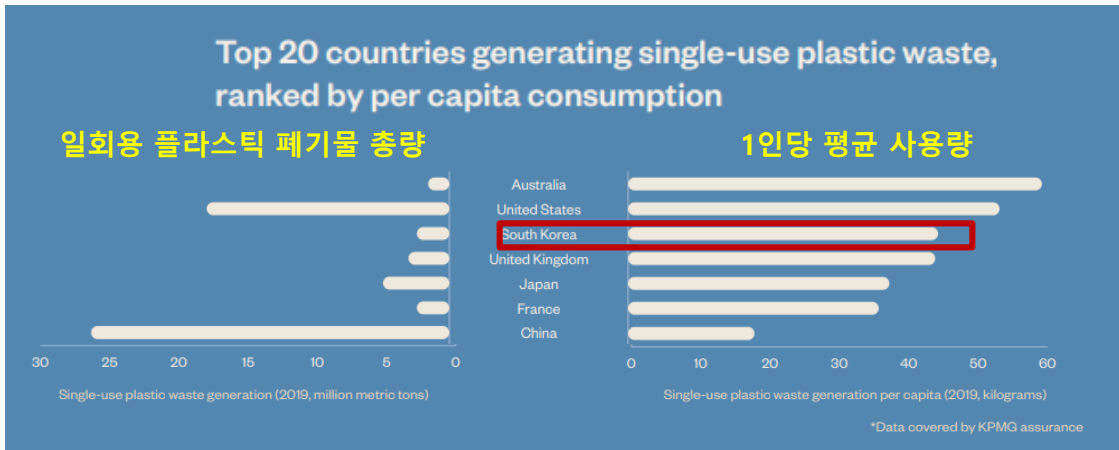 Top 20 countries generating single-use plastic waste,
ranked by per capita consumption
일회용 플라스틱 폐기물 총량
1인당 평균 사용량
Australia
United States
South Korea
United Kingdom
Japan
France
China
30 25 20 15 10 5 0
0 10 20 30 40 50 60
Single-use plastic waste generation (2019, million metric tons)
Single-use plastic waste generation per capita (2019, kilograms)
*Data covered by KPMG assurance